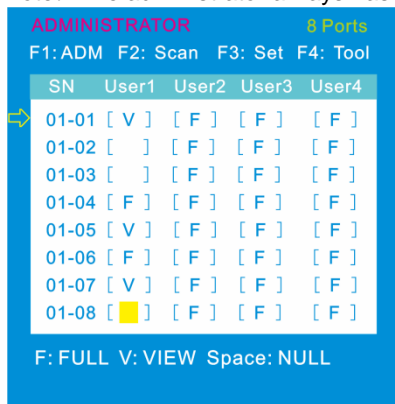 ADMINISTRATOR 8 Ports
F1: ADM F2: Scan F3: Set F4: Tool
SN User1 User2 User3 User4
01-01 [ V ] [ F ] [ F ] [ F ]
01-02 [ ] [ F ] [ F ] [ F ]
01-03 [ ] [ F ] [ F ] [ F ]
01-04 [ F ] [ F ] [ F ] [ F ]
01-05 [ V ] [ F ] [ F ] [ F ]
01-06 [ F ] [ F ] [ F ] [ F ]
01-07 [ V ] [ F ] [ F ] [ F ]
01-08 [ ] [ F ] [ F ] [ F ]
F: FULL V: VIEW Space: NULL